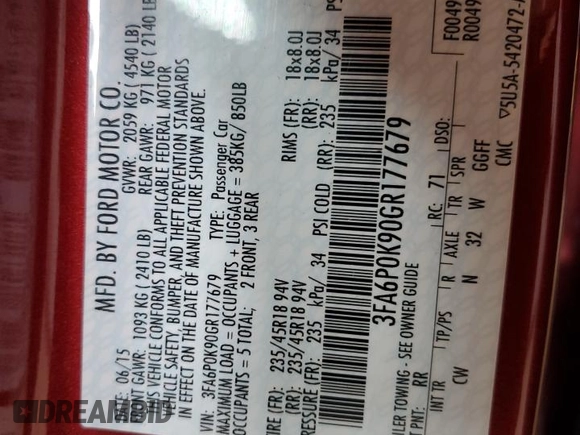 MFD. BY FORD MOTOR CO.
06/15 GVWR: 2059 KG ( 4540 LB)
FRONT GAWR: 1093 KG ( 2410 LB) REAR GAWR: 971 KG ( 2140 LB)
THIS VEHICLE CONFORMS TO ALL APPLICABLE FEDERAL MOTOR
VEHICLE SAFETY, BUMPER, AND THEFT PREVENTION STANDARDS
IN EFFECT ON THE DATE OF MANUFACTURE SHOWN ABOVE.
VIN: 3FA6P0K90GR177679 TYPE: Passenger Car
MAXIMUM LOAD = OCCUPANTS + LUGGAGE = 385KG/ 850LB
OCCUPANTS = 5 TOTAL; 2 FRONT, 3 REAR
TIRE (FR): 235/45R18 94V RIMS (FR): 18x8.0J
TIRE (RR): 235/45R18 94V (RR): 18x8.0J
PRESSURE (FR): 235 kPa/ 34 PSI COLD (RR): 235 kPa/ 34 PSI
3FA6P0K90GR177679
TRAILER TOWING - SEE OWNER GUIDE
EXT PNT: RR RC: 71 DSO:
INT TR TP/PS R AXLE TR SPR
CW N 32 W GGFF
CMC
F0049
R0049
▽5U5A-5420472-
DREAMBID